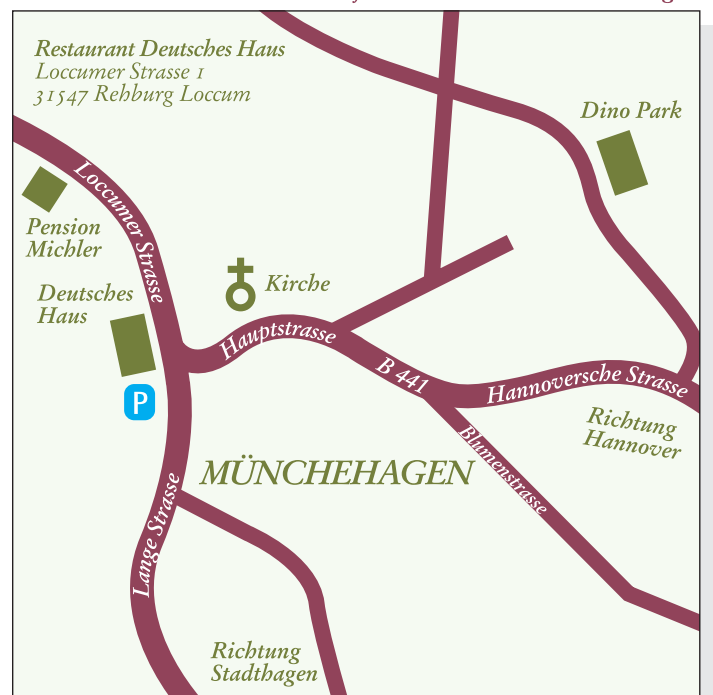 Restaurant Deutsches Haus
Loccumer Strasse 1
31547 Rehburg Loccum
Dino Park
Loccumer Strasse
Pension
Michler
Kirche
Deutsches
Haus
Hauptstrasse
B 441
Hannoversche Strasse
P
Richtung
Hannover
Blumenstrasse
MÜNCHEHAGEN
Lange Strasse
Richtung
Stadthagen